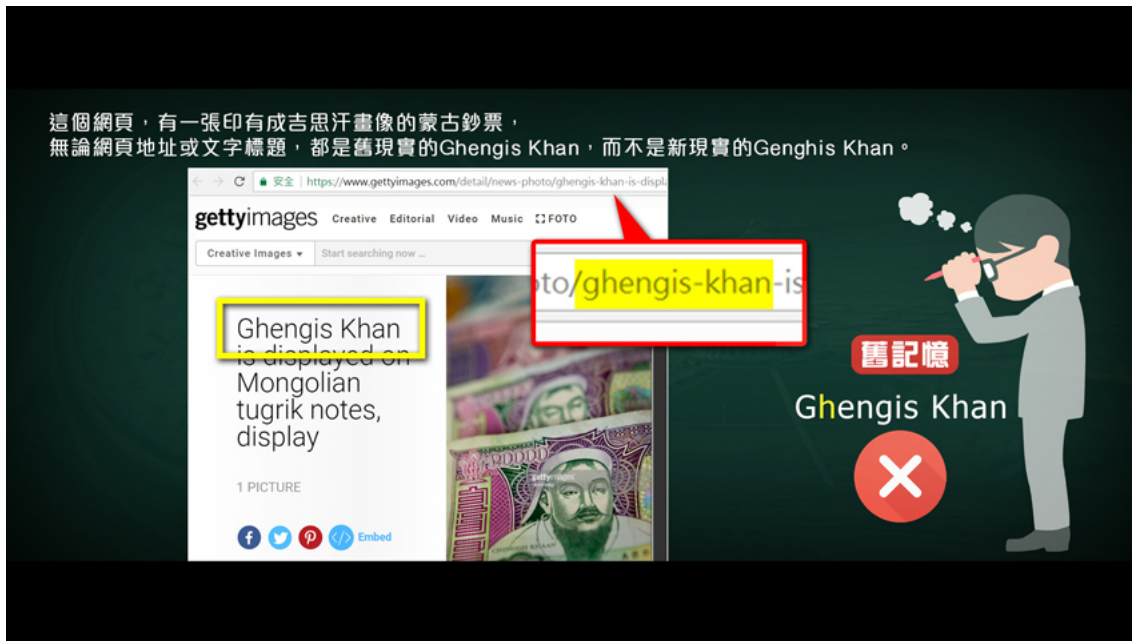 這個網頁，有一張印有成吉思汗畫像的蒙古鈔票，
無論網頁地址或文字標題，都是舊現實的Ghengis Khan，而不是新現實的Genghis Khan。
安全 | https://www.gettyimages.com/detail/news-photo/ghengis-khan-is-displ
gettyimages Creative Editorial Video Music FOTO
Creative Images Start searching now ...
to/ghengis-khan-is
Ghengis Khan
is displayed on
Mongolian
tugrik notes,
display
1 PICTURE
Embed
gettyimages
舊記憶
Ghengis Khan